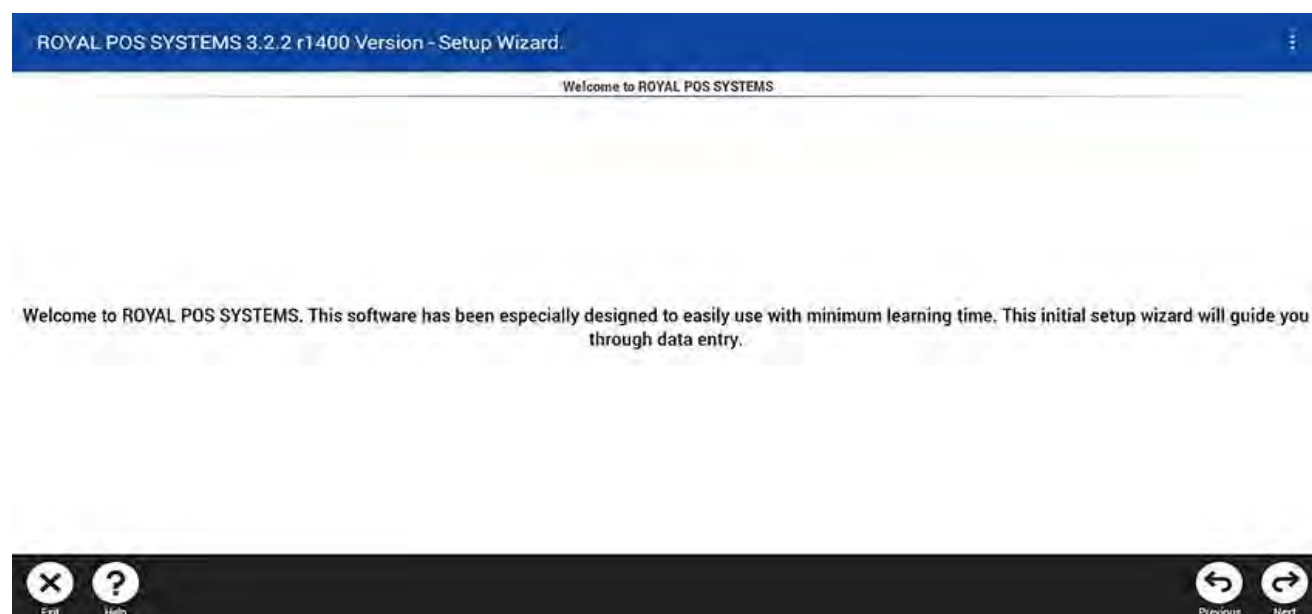 ROYAL POS SYSTEMS 3.2.2 r1400 Version - Setup Wizard.
Welcome to ROYAL POS SYSTEMS
Welcome to ROYAL POS SYSTEMS. This software has been especially designed to easily use with minimum learning time. This initial setup wizard will guide you
through data entry.
Exit Help Previous Next